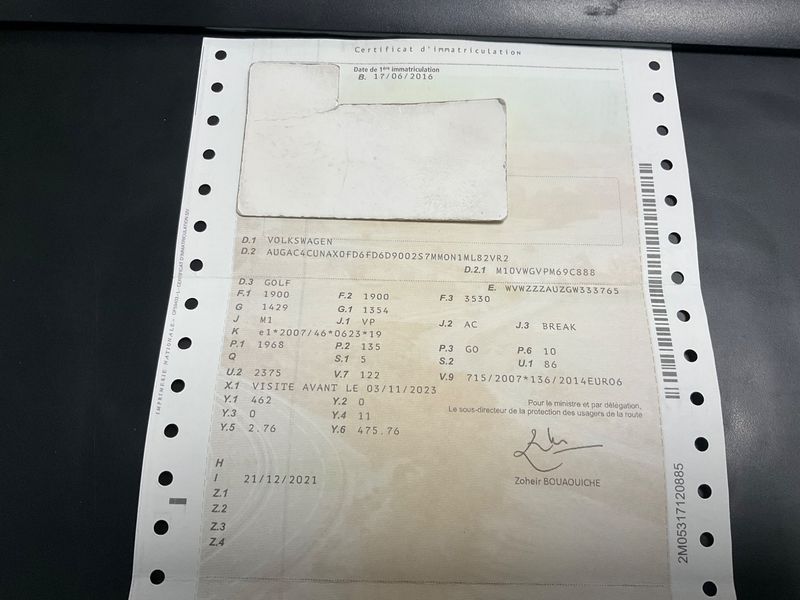 Certificat d'immatriculation
Date de 1ère immatriculation
B. 17/06/2016
D.1 VOLKSWAGEN
D.2 AUGAC4CUNAX0FD6FD6D9002S7MMON1ML82VR2
D.2.1 M10VWGVPM69C888
D.3 GOLF
E. WVWZZZAUZGW333765
F.1 1900 F.2 1900 F.3 3530
G 1429 G.1 1354
J M1 J.1 VP J.2 AC J.3 BREAK
K e1*2007/46*0623*19
P.1 1968 P.2 135 P.3 GO P.6 10
Q S.1 5 S.2 U.1 86
U.2 2375 V.7 122 V.9 715/2007*136/2014EURO6
X.1 VISITE AVANT LE 03/11/2023
Y.1 462 Y.2 0
Y.3 0 Y.4 11
Y.5 2.76 Y.6 475.76
Pour le ministre et par délégation,
Le sous-directeur de la protection des usagers de la route
Zoheir BOUAOUICHE
H
I 21/12/2021
Z.1
Z.2
Z.3
Z.4
2M05317120885